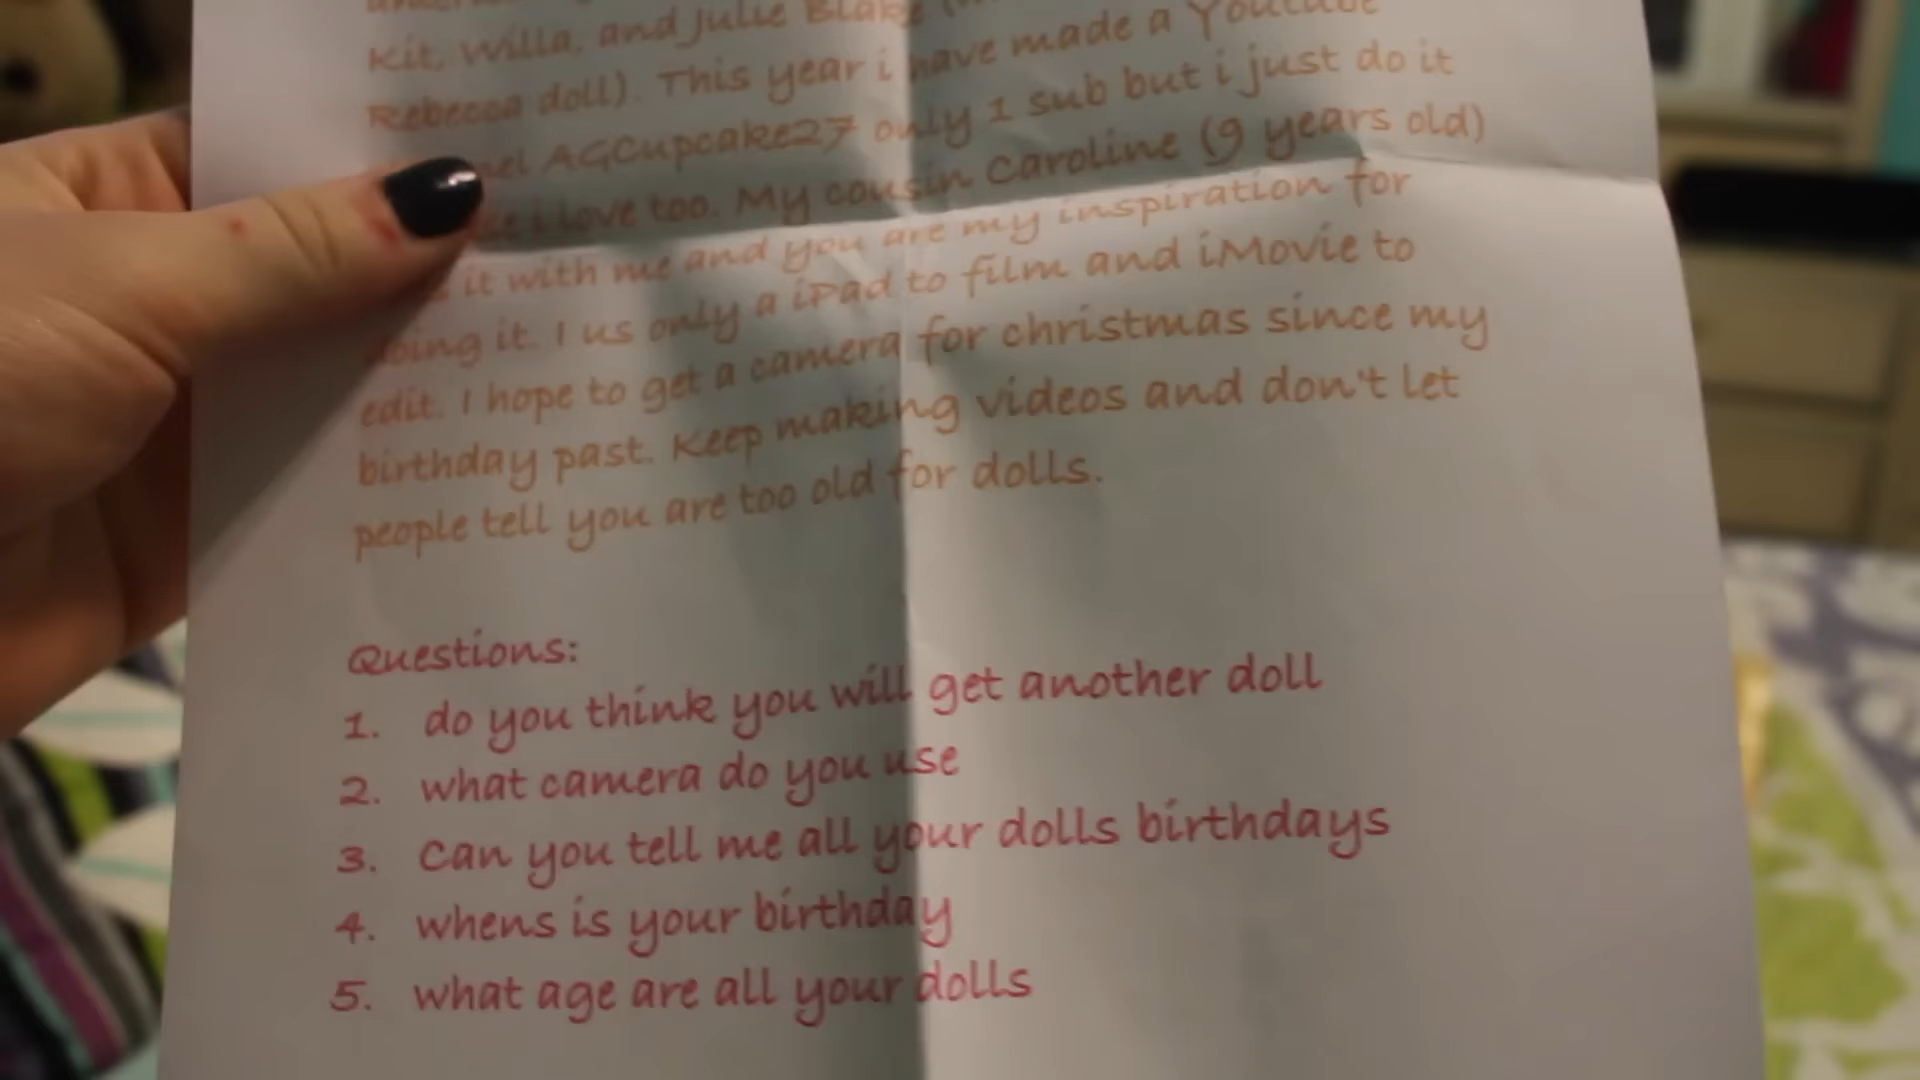 Kit, Willa, and Julie Blake
Rebecca doll). This year i have made a Youtube
AGCupcake27 only 1 sub but i just do it
i love too. My cousin Caroline (9 years old)
it with me and you are my inspiration for
doing it. I us only a iPad to film and iMovie to
edit. I hope to get a camera for christmas since my
birthday past. Keep making videos and don't let
people tell you are too old for dolls.
Questions:
1. do you think you will get another doll
2. what camera do you use
3. Can you tell me all your dolls birthdays
4. whens is your birthday
5. what age are all your dolls